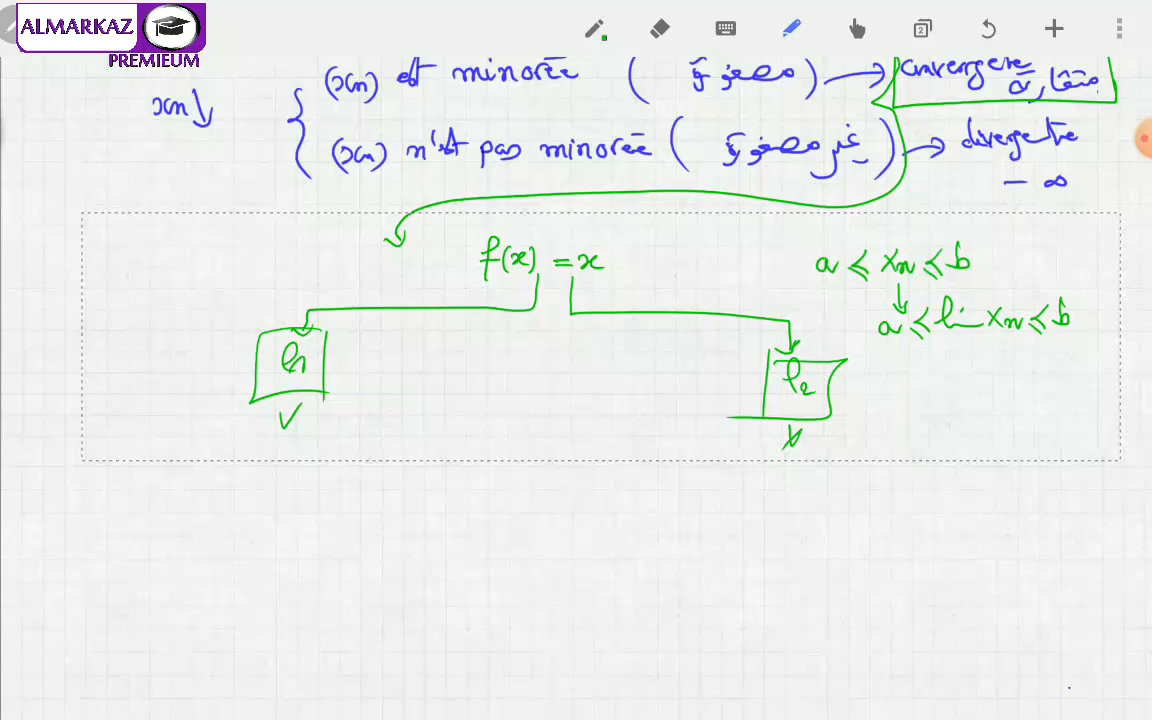 ALMARKAZ
PREMIEUM
(xn) est minorée ( مصغورة ) → convergente متقاربة
xn↓
(xn) n'est pas minorée ( غير مصغورة ) → divergente
− ∞
f(x) = x
a ⩽ xn ⩽ b
a ⩽ lim xn ⩽ b
l1
l2